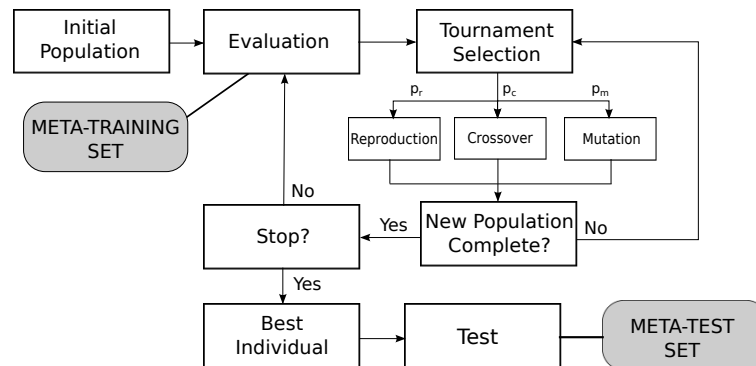 Initial
Population
Evaluation
Tournament
Selection
META-TRAINING
SET
pr
pc
pm
Reproduction
Crossover
Mutation
No
Stop?
Yes
New Population
Complete?
No
Yes
Best
Individual
Test
META-TEST
SET